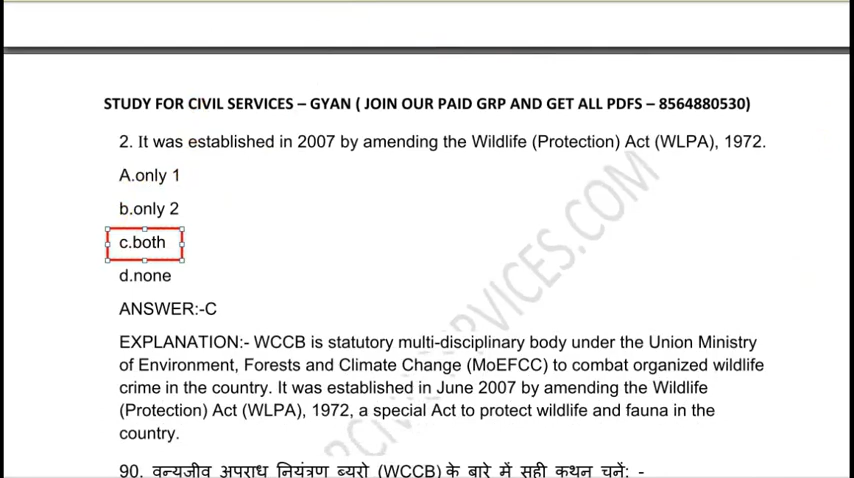 STUDY FOR CIVIL SERVICES – GYAN ( JOIN OUR PAID GRP AND GET ALL PDFS – 8564880530)
2. It was established in 2007 by amending the Wildlife (Protection) Act (WLPA), 1972.
A.only 1
b.only 2
c.both
d.none
ANSWER:-C
EXPLANATION:- WCCB is statutory multi-disciplinary body under the Union Ministry
of Environment, Forests and Climate Change (MoEFCC) to combat organized wildlife
crime in the country. It was established in June 2007 by amending the Wildlife
(Protection) Act (WLPA), 1972, a special Act to protect wildlife and fauna in the
country.
90. वन्यजीव अपराध नियंत्रण ब्यूरो (WCCB) के बारे में सही कथन चुनें: -